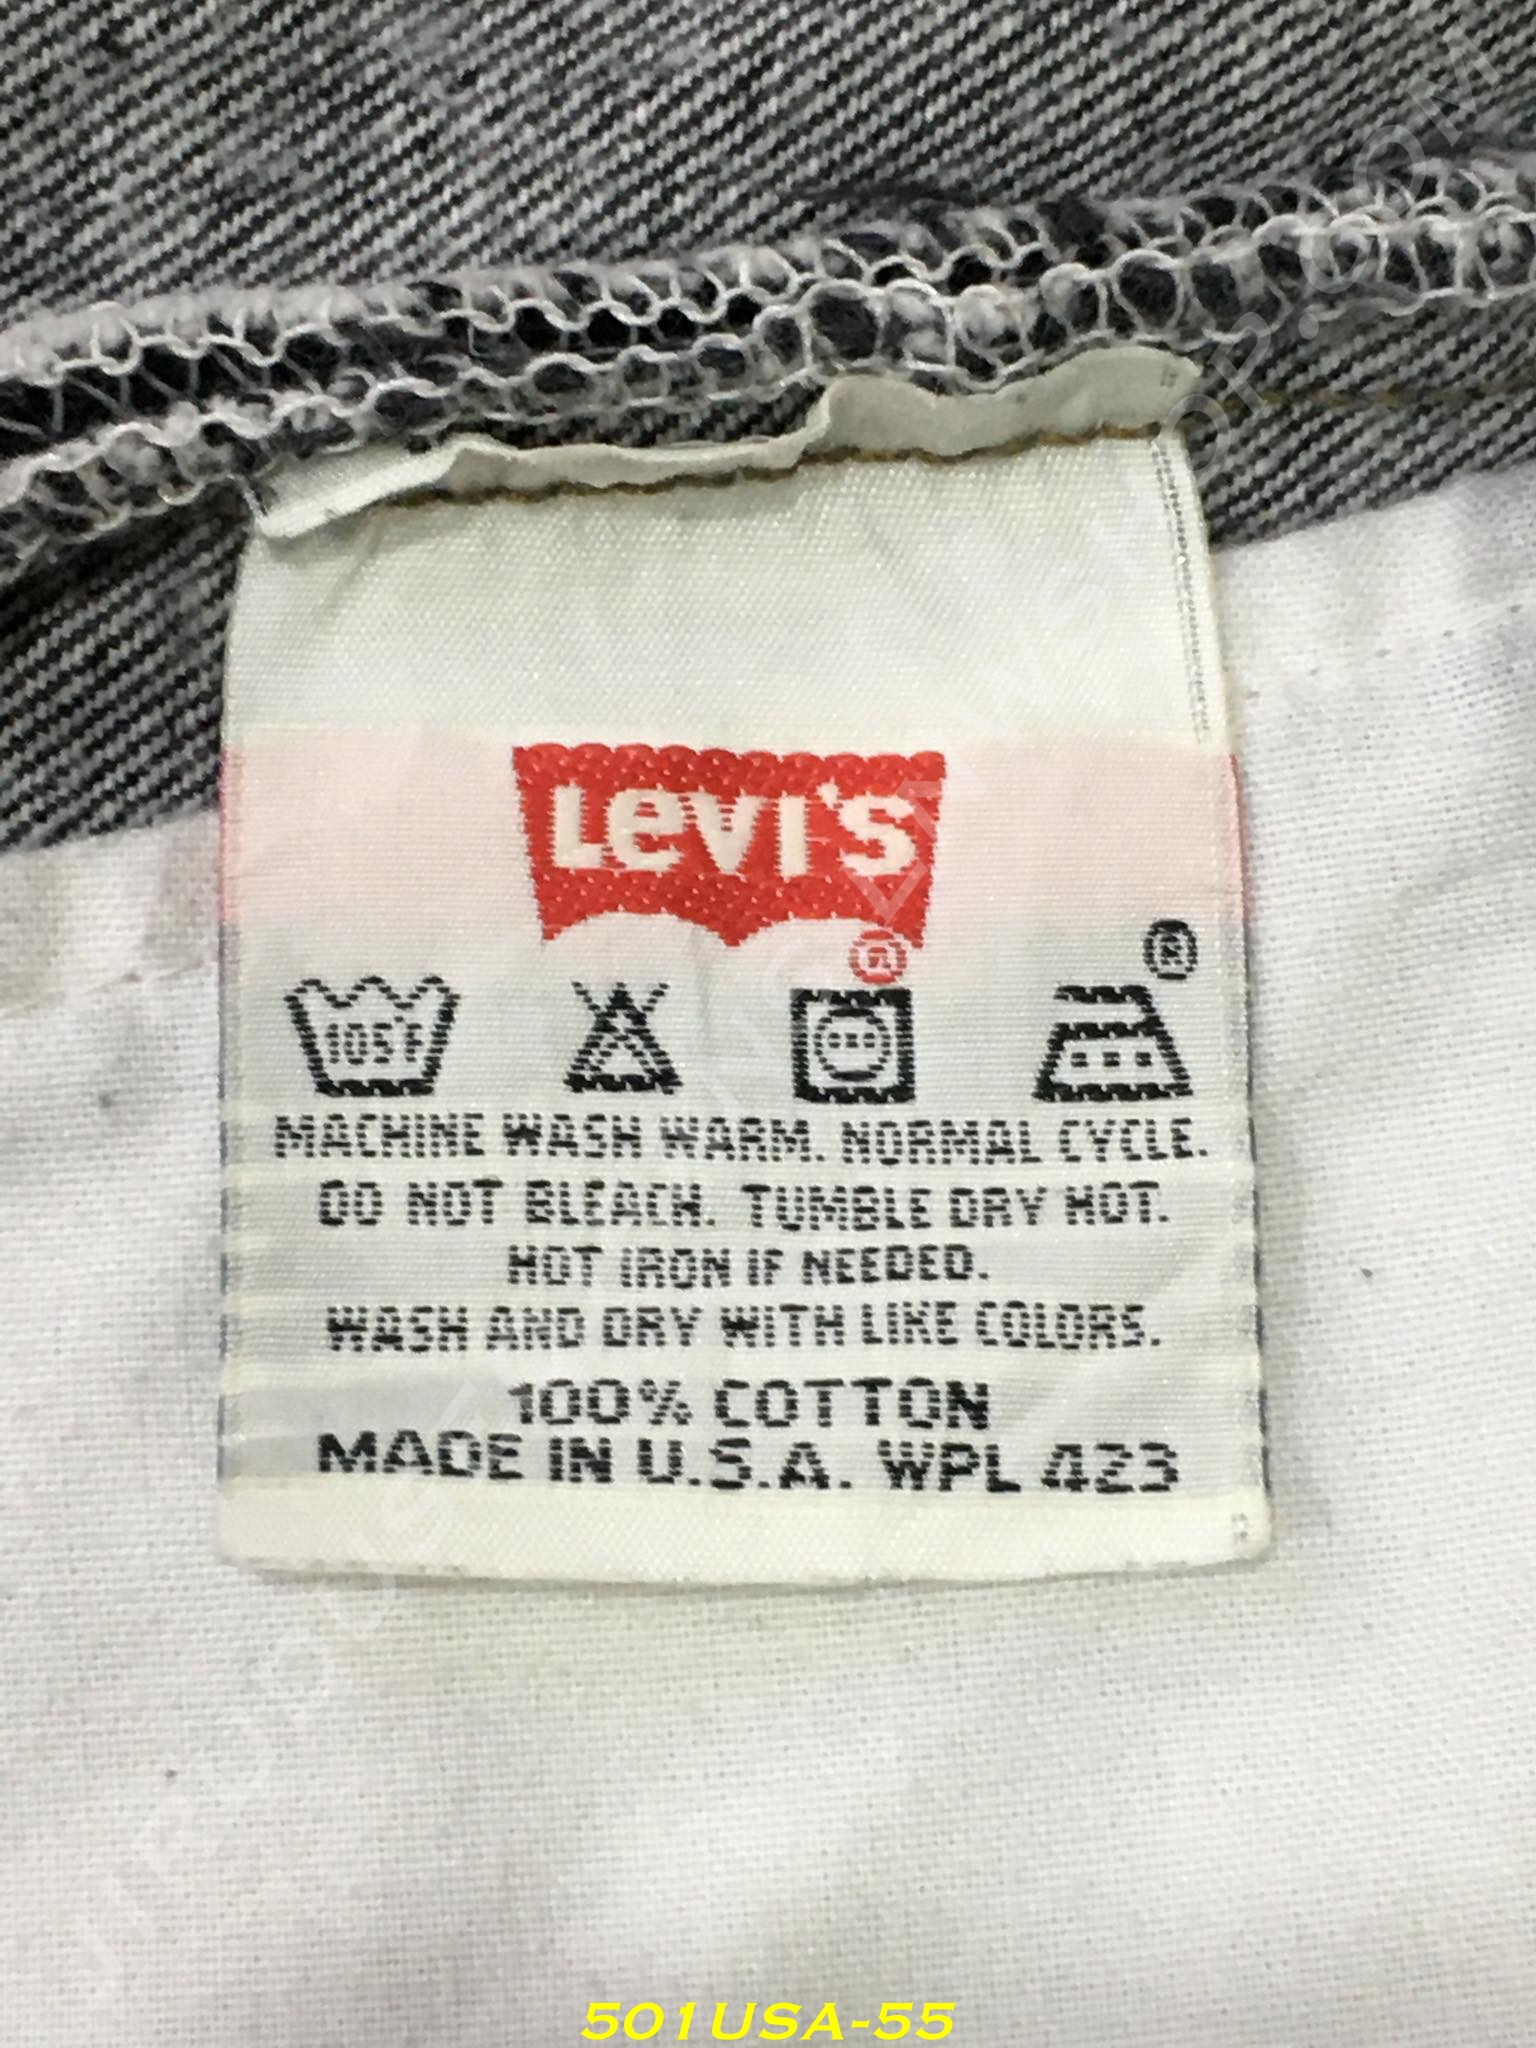 Levi's
®
®
105°F
MACHINE WASH WARM. NORMAL CYCLE.
DO NOT BLEACH. TUMBLE DRY HOT.
HOT IRON IF NEEDED.
WASH AND DRY WITH LIKE COLORS.
100% COTTON
MADE IN U.S.A. WPL 423
501USA-55